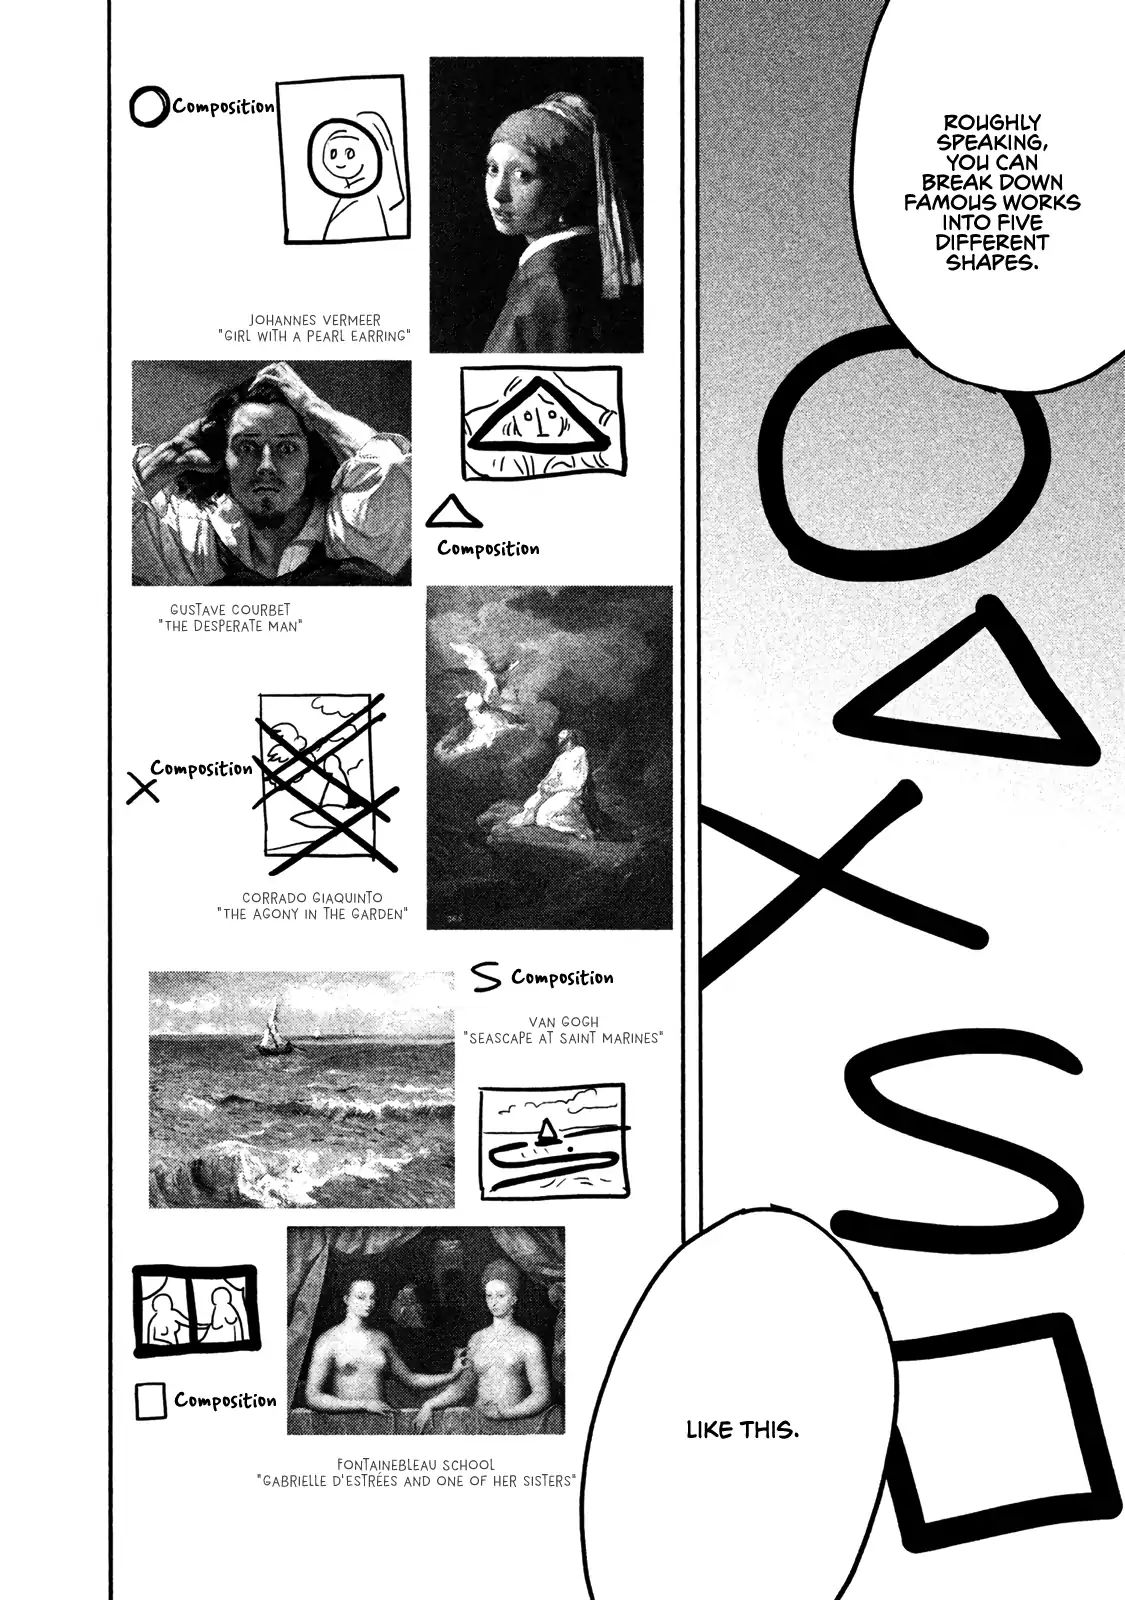 ROUGHLY
SPEAKING,
YOU CAN
BREAK DOWN
FAMOUS WORKS
INTO FIVE
DIFFERENT
SHAPES.
Composition
JOHANNES VERMEER
"GIRL WITH A PEARL EARRING"
Composition
GUSTAVE COURBET
"THE DESPERATE MAN"
Composition
CORRADO GIAQUINTO
"THE AGONY IN THE GARDEN"
S Composition
VAN GOGH
"SEASCAPE AT SAINT MARINES"
Composition
FONTAINEBLEAU SCHOOL
"GABRIELLE D'ESTRÉES AND ONE OF HER SISTERS"
LIKE THIS.